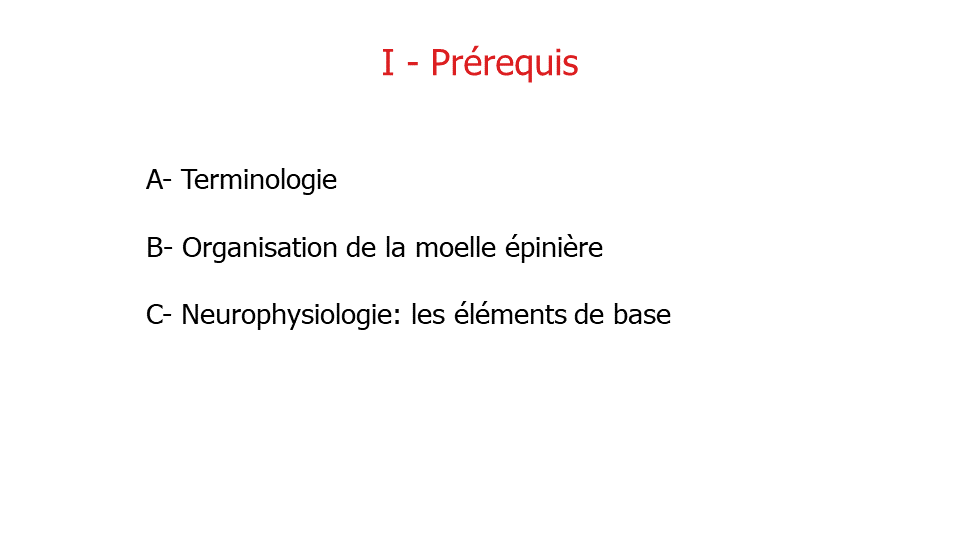 I - Prérequis
A- Terminologie
B- Organisation de la moelle épinière
C- Neurophysiologie: les éléments de base